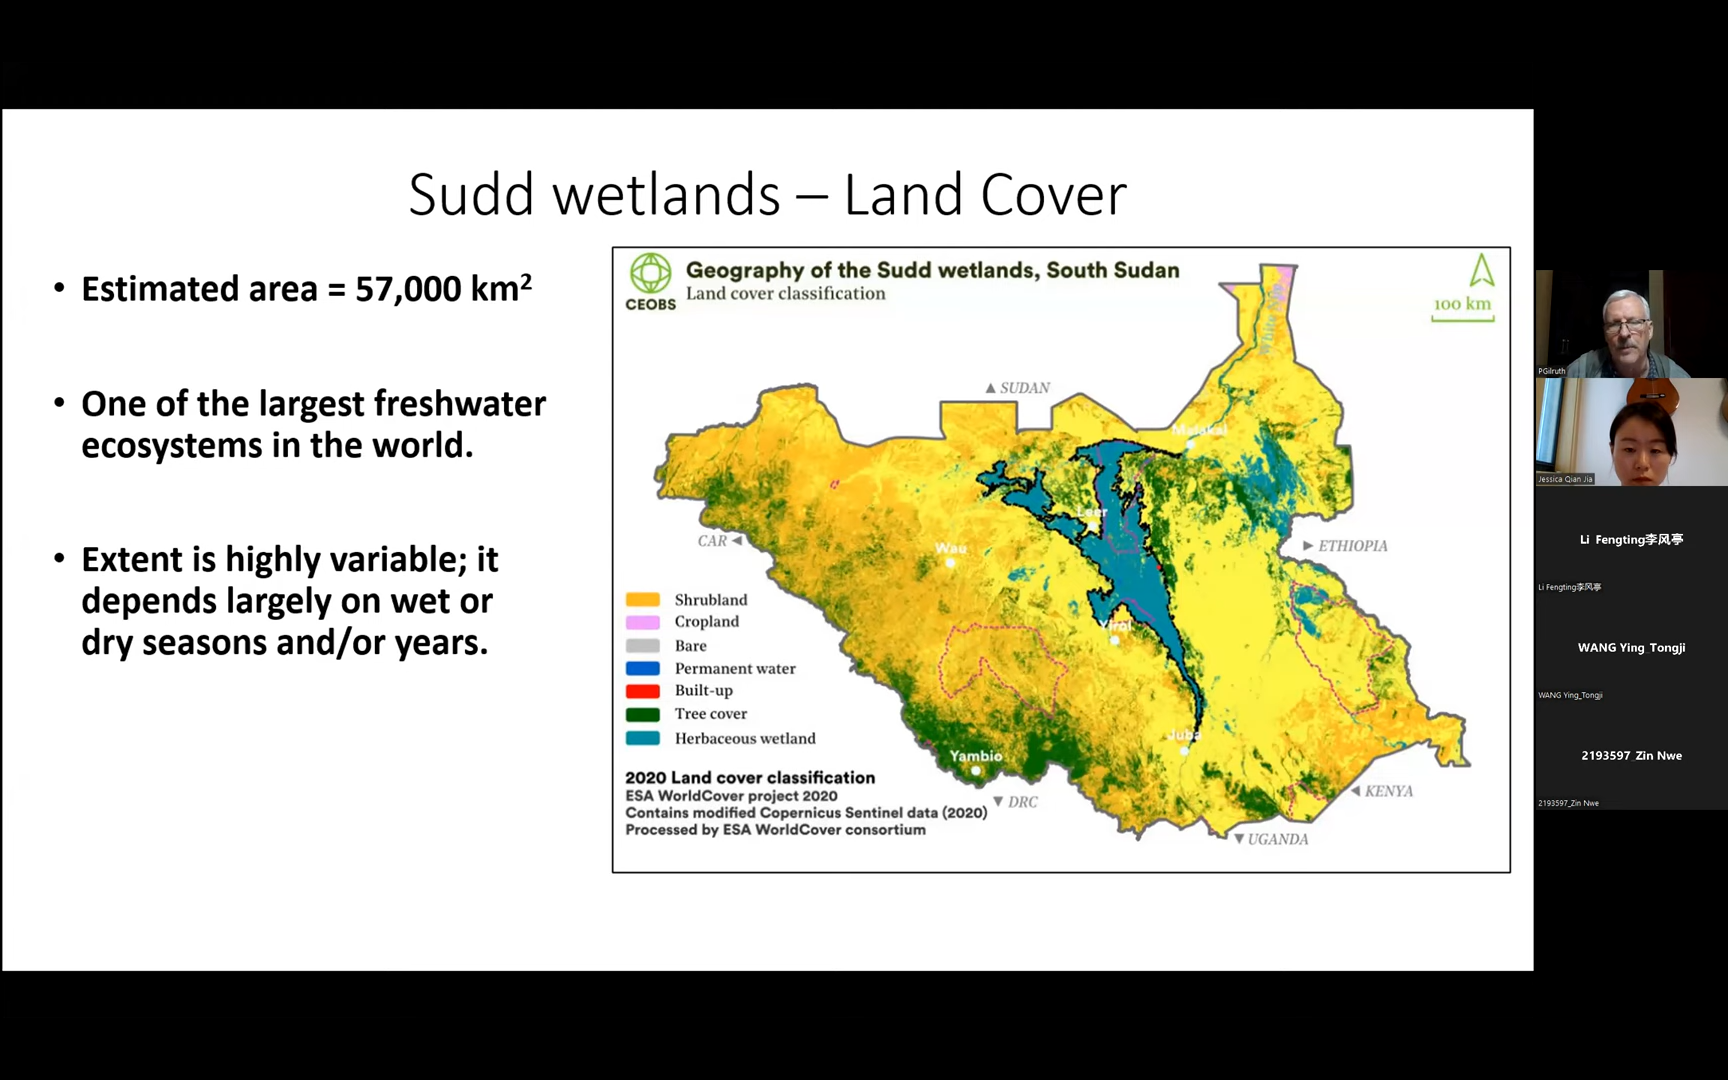 Sudd wetlands – Land Cover
• Estimated area = 57,000 km²
• One of the largest freshwater
ecosystems in the world.
• Extent is highly variable; it
depends largely on wet or
dry seasons and/or years.
CEOBS
Geography of the Sudd wetlands, South Sudan
Land cover classification
100 km
White Nile
▲ SUDAN
Malakal
Leer
CAR ◀
Wau
▶ ETHIOPIA
Yirol
Shrubland
Cropland
Bare
Permanent water
Built-up
Tree cover
Herbaceous wetland
Juba
Yambio
2020 Land cover classification
ESA WorldCover project 2020
Contains modified Copernicus Sentinel data (2020)
Processed by ESA WorldCover consortium
▼ DRC
◀ KENYA
▼ UGANDA
PGilruth
Jessica Qian Jia
Li Fengting李风亭
Li Fengting李风亭
WANG Ying_Tongji
WANG Ying_Tongji
2193597_Zin Nwe
2193597_Zin Nwe